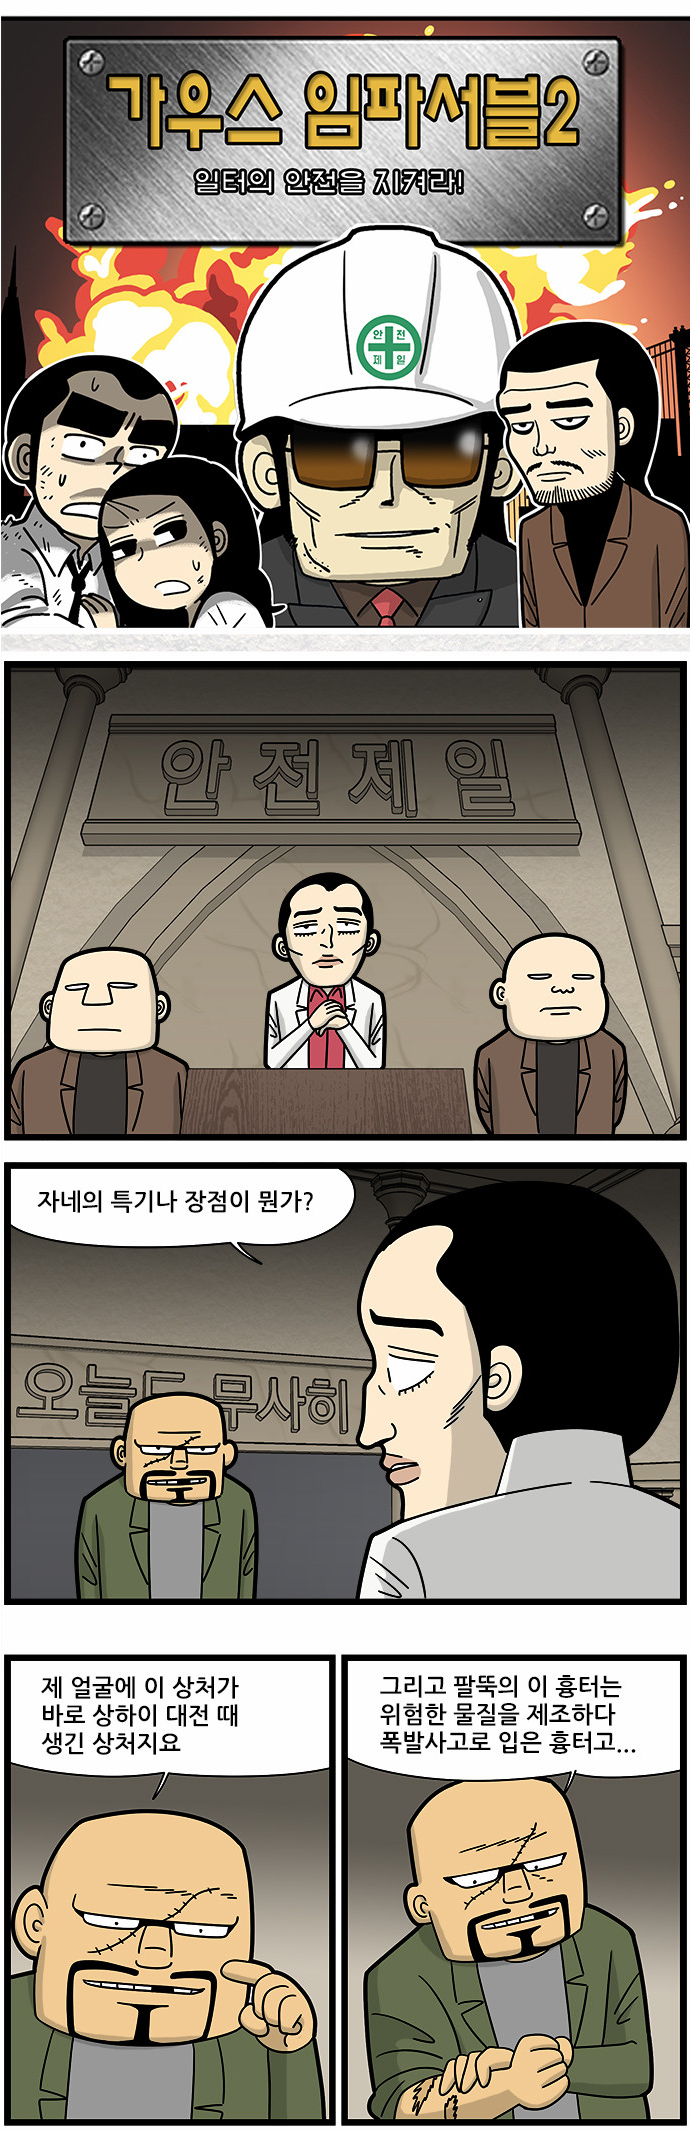 가우스 임파서블2
일터의 안전을 지켜라!
안전
제일
안전제일
자네의 특기나 장점이 뭔가?
오늘도 무사히
제 얼굴에 이 상처가
바로 상하이 대전 때
생긴 상처지요
그리고 팔뚝의 이 흉터는
위험한 물질을 제조하다
폭발사고로 입은 흉터고...